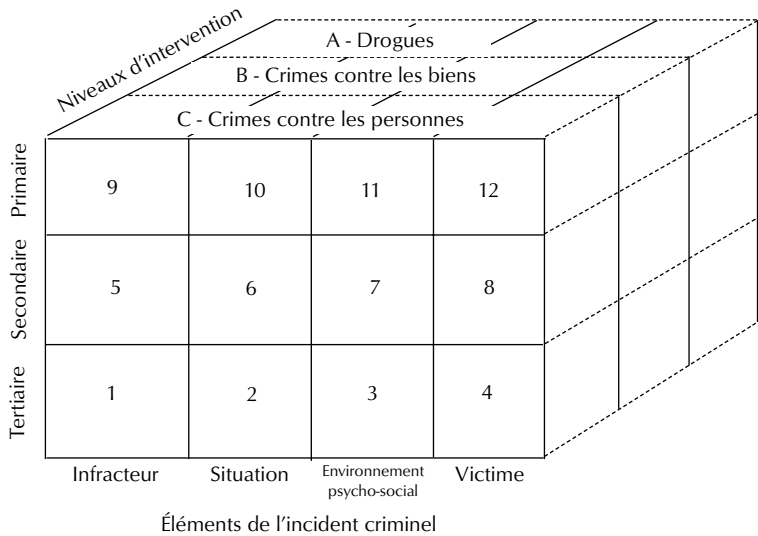 Niveaux d'intervention
A - Drogues
B - Crimes contre les biens
C - Crimes contre les personnes
Primaire
9 10 11 12
Secondaire
5 6 7 8
Tertiaire
1 2 3 4
Infracteur Situation Environnement psycho-social Victime
Éléments de l'incident criminel